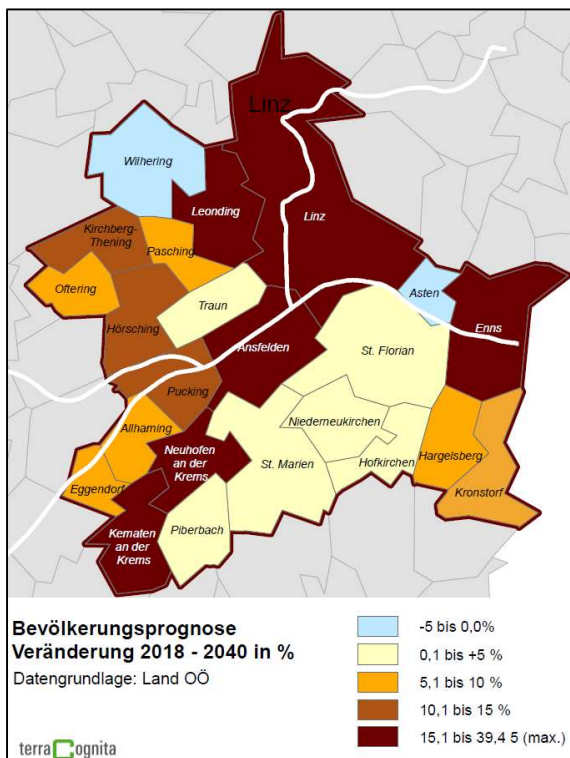 Linz
Wilhering
Leonding
Linz
Kirchberg-
Thening
Pasching
Oftering
Asten
Traun
Hörsching
Enns
Ansfelden
St. Florian
Pucking
Niederneukirchen
Allhaming
Neuhofen
an der
Krems
Hargelsberg
St. Marien
Hofkirchen
Eggendorf
Kronstorf
Kematen
an der
Krems
Piberbach
Bevölkerungsprognose
Veränderung 2018 - 2040 in %
Datengrundlage: Land OÖ
-5 bis 0,0%
0,1 bis +5 %
5,1 bis 10 %
10,1 bis 15 %
15,1 bis 39,4 5 (max.)
terra Cognita